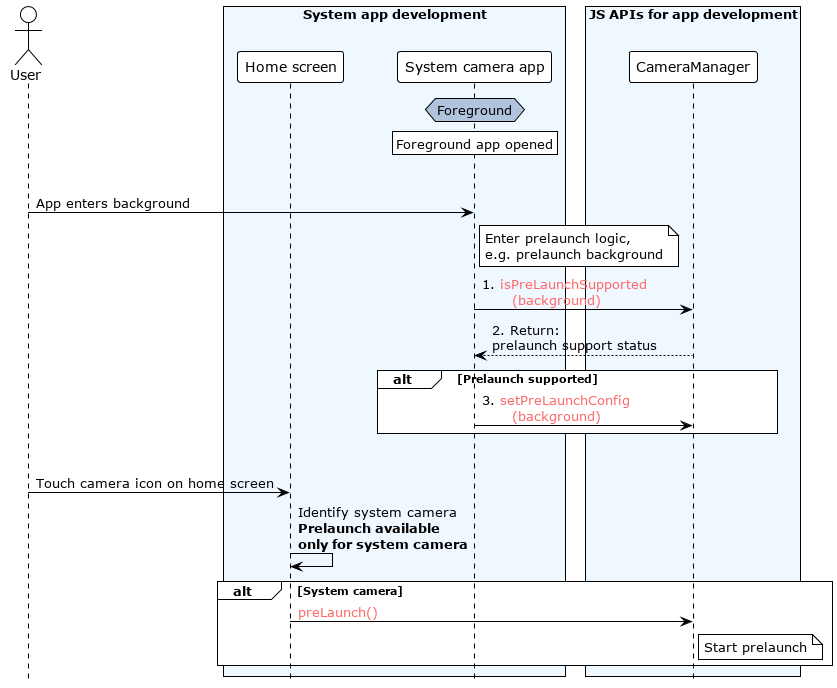 System app development
JS APIs for app development
User
Home screen
System camera app
CameraManager
Foreground
Foreground app opened
App enters background
Enter prelaunch logic,
e.g. prelaunch background
1. isPreLaunchSupported
(background)
2. Return:
prelaunch support status
alt
[Prelaunch supported]
3. setPreLaunchConfig
(background)
Touch camera icon on home screen
Identify system camera
Prelaunch available
only for system camera
alt
[System camera]
preLaunch()
Start prelaunch